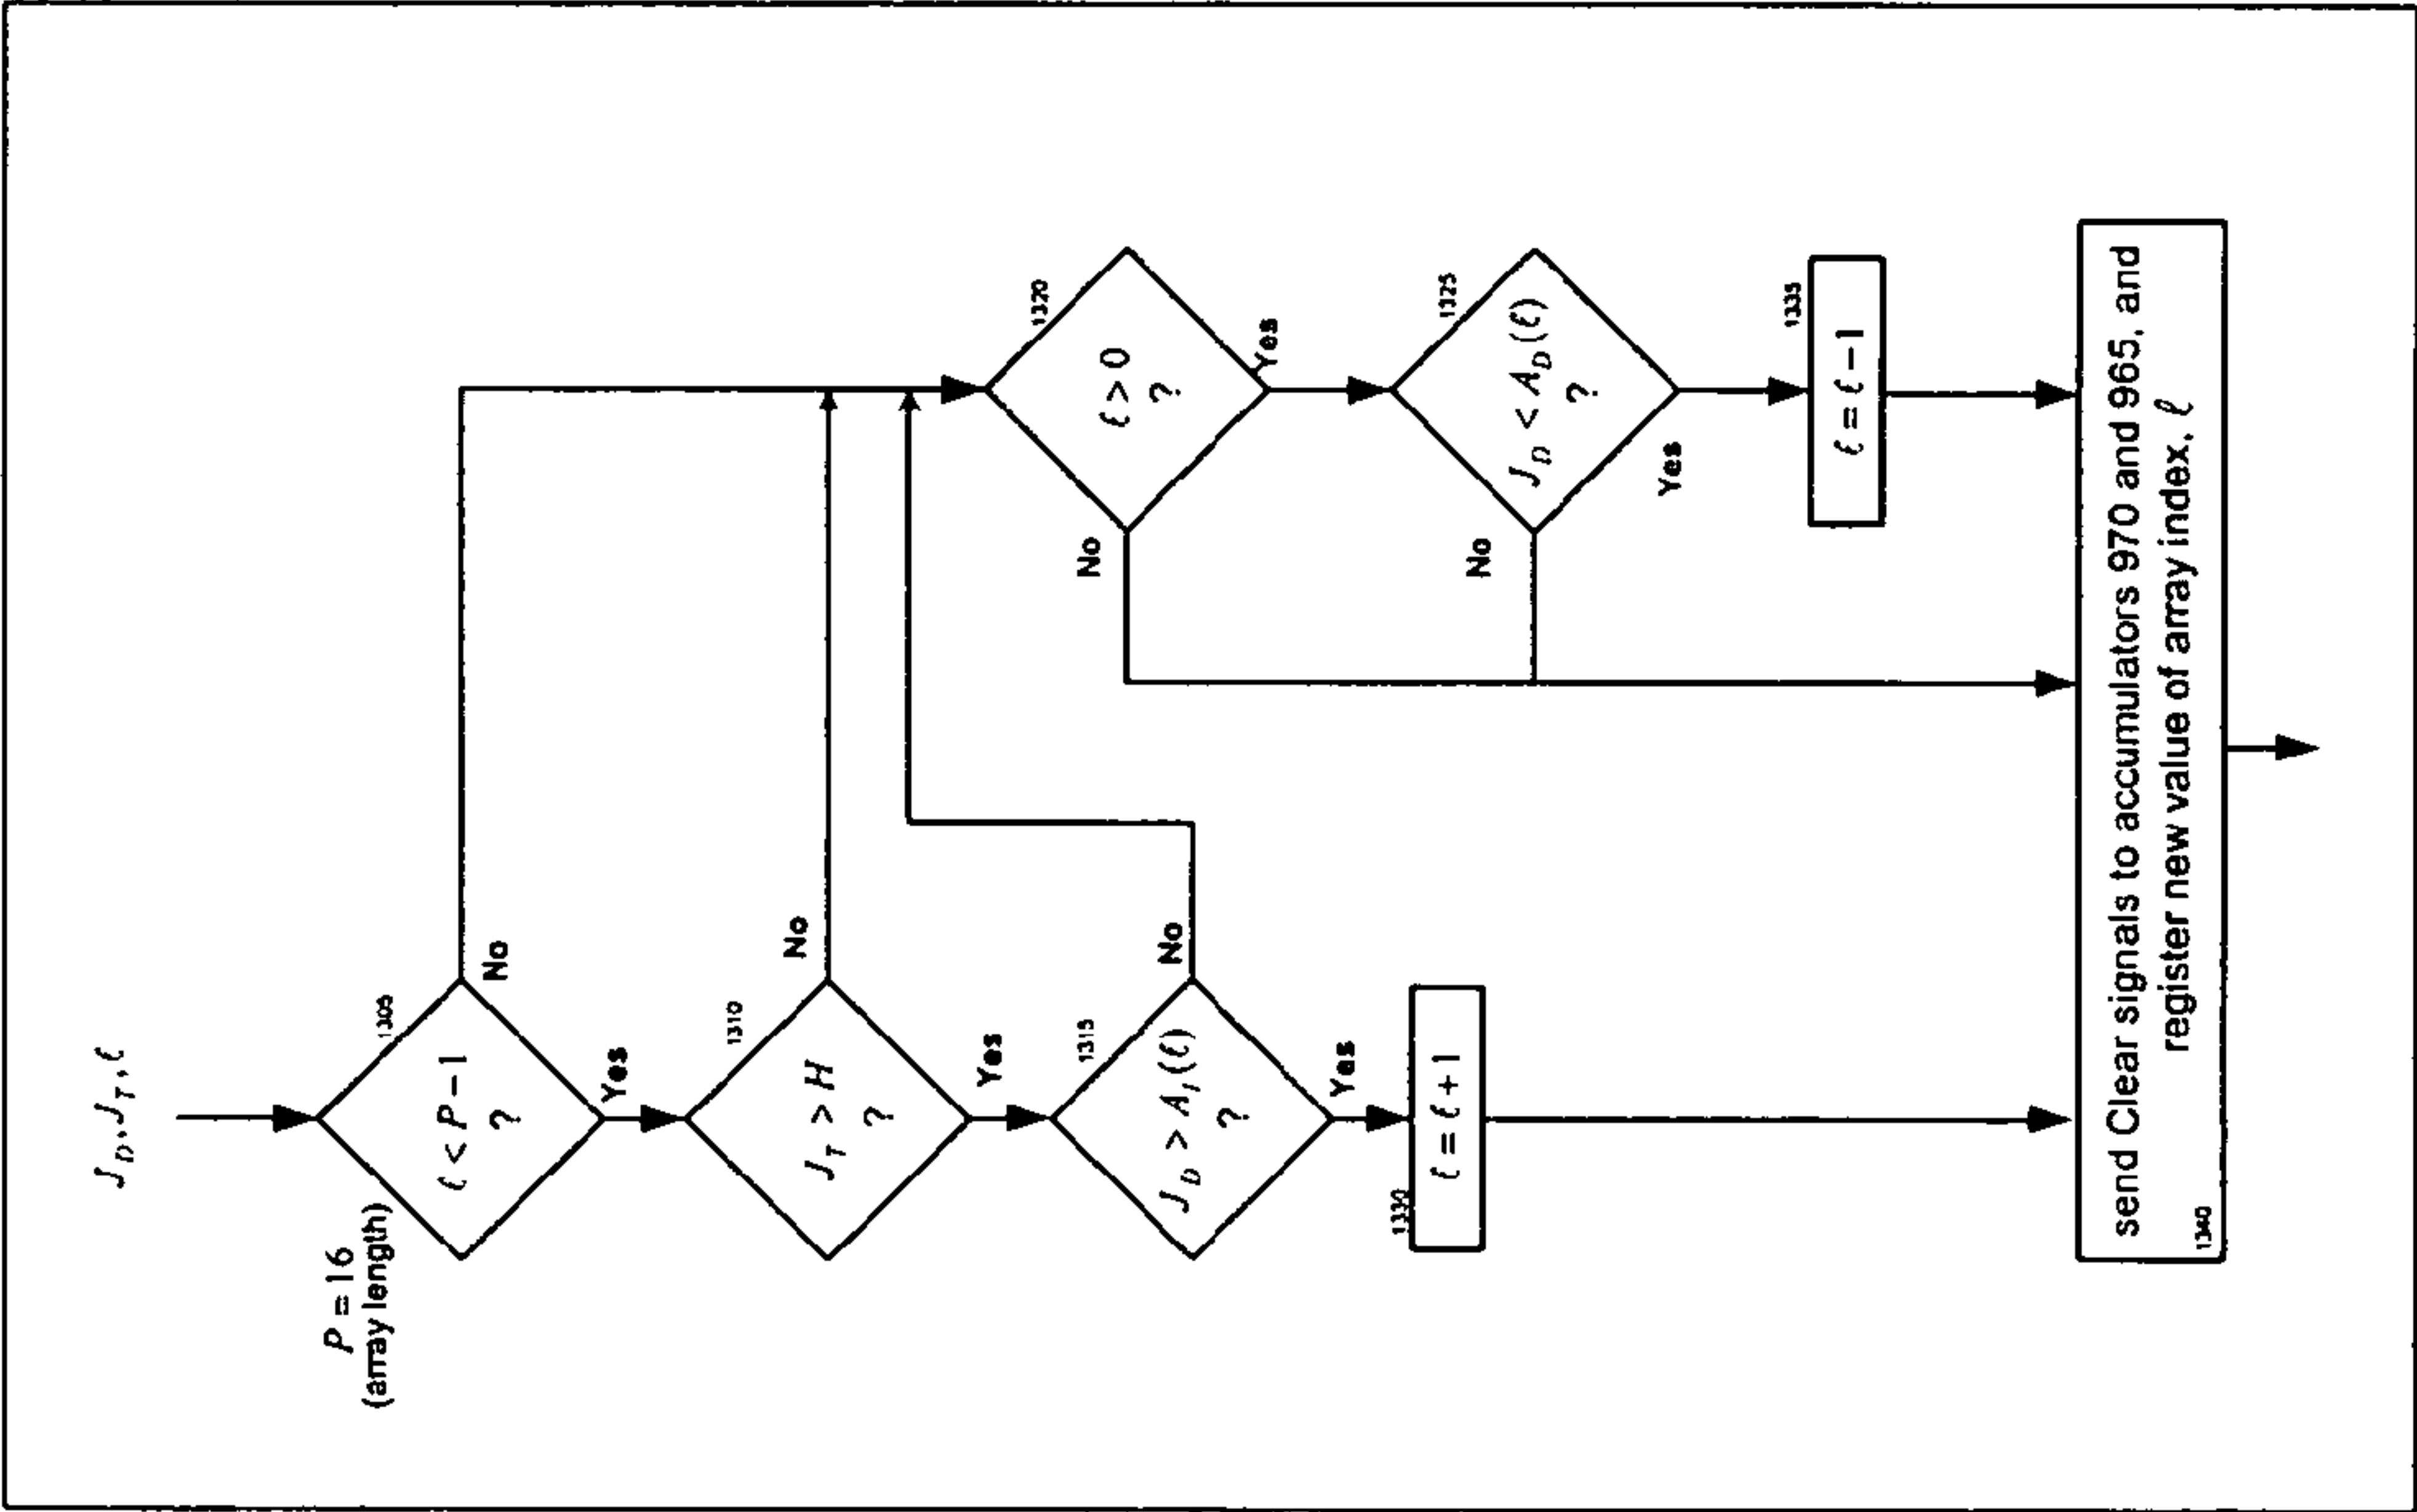 J_D, J_T, ℓ
P = 16
(array length)
1305
ℓ < P − 1
?
No
Yes
1310
J_T > H
?
No
Yes
1315
J_D > A_I(ℓ)
?
No
Yes
1330
ℓ = ℓ + 1
1320
ℓ > 0
?
No
Yes
1325
J_D < A_D(ℓ)
?
No
Yes
1335
ℓ = ℓ − 1
send Clear signals to accumulators 970 and 965, and
register new value of array index, ℓ
1340